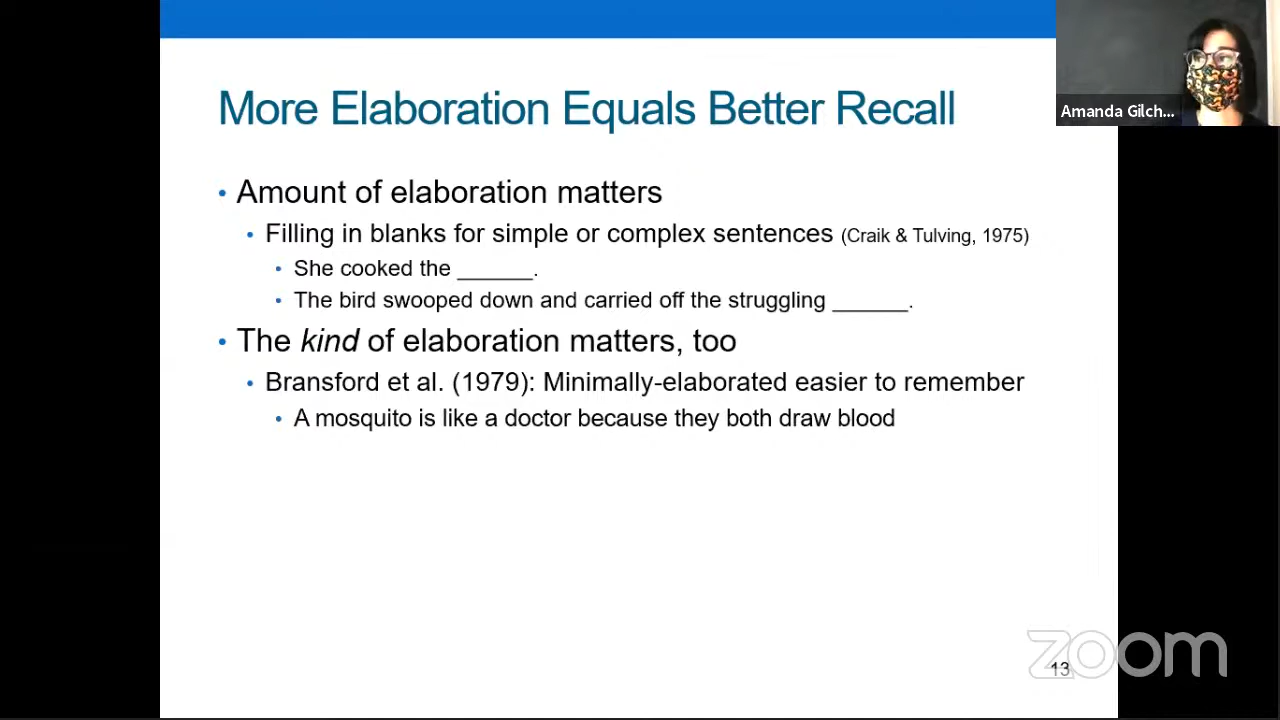 More Elaboration Equals Better Recall
Amanda Gilch...
• Amount of elaboration matters
• Filling in blanks for simple or complex sentences (Craik & Tulving, 1975)
• She cooked the ______.
• The bird swooped down and carried off the struggling ______.
• The kind of elaboration matters, too
• Bransford et al. (1979): Minimally-elaborated easier to remember
• A mosquito is like a doctor because they both draw blood
zoom
13